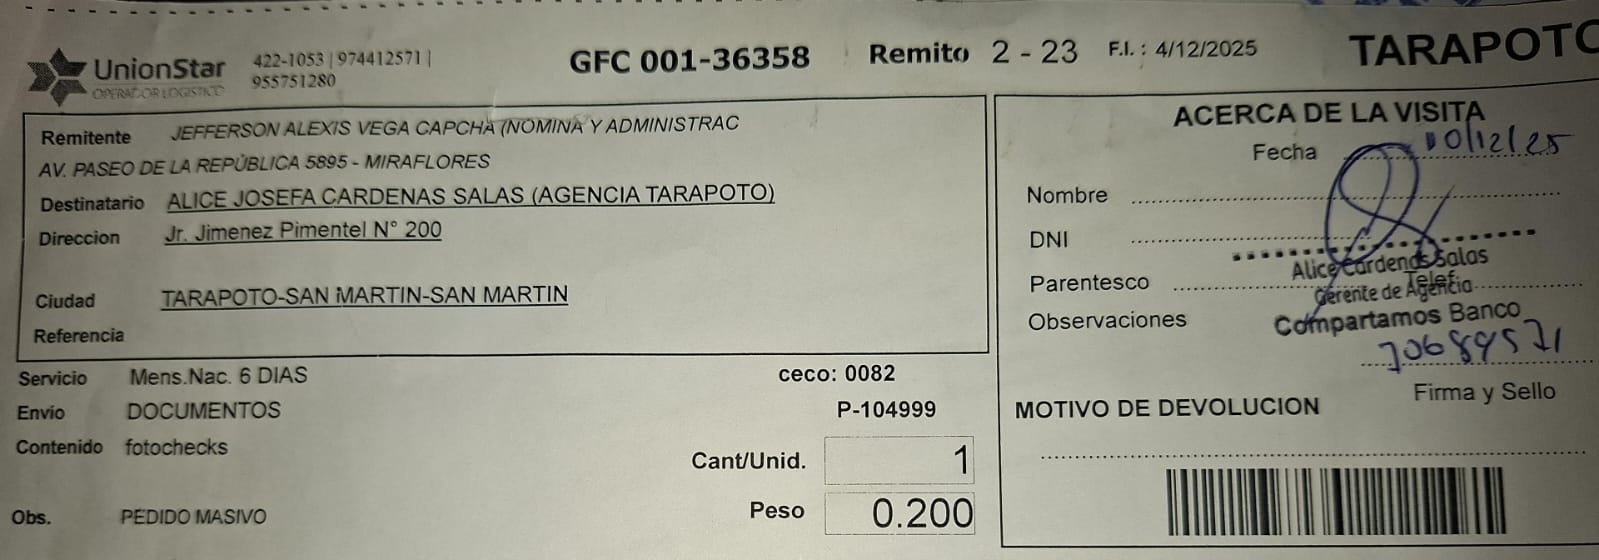 UnionStar
OPERADOR LOGISTICO
422-1053 | 974412571 |
955751280
GFC 001-36358
Remito 2 - 23
F.I. : 4/12/2025
TARAPOTO
Remitente JEFFERSON ALEXIS VEGA CAPCHA (NOMINA Y ADMINISTRAC
AV. PASEO DE LA REPÚBLICA 5895 - MIRAFLORES
Destinatario ALICE JOSEFA CARDENAS SALAS (AGENCIA TARAPOTO)
Direccion Jr. Jimenez Pimentel N° 200
Ciudad TARAPOTO-SAN MARTIN-SAN MARTIN
Referencia
Servicio Mens.Nac. 6 DIAS
ceco: 0082
Envio DOCUMENTOS
P-104999
Contenido fotochecks
Cant/Unid. 1
Peso 0.200
Obs. PEDIDO MASIVO
ACERCA DE LA VISITA
Fecha 10/12/25
Nombre
DNI
Parentesco
Telef.
Observaciones
Alice Cardenas Salas
Gerente de Agencia
Compartamos Banco
70689571
Firma y Sello
MOTIVO DE DEVOLUCION